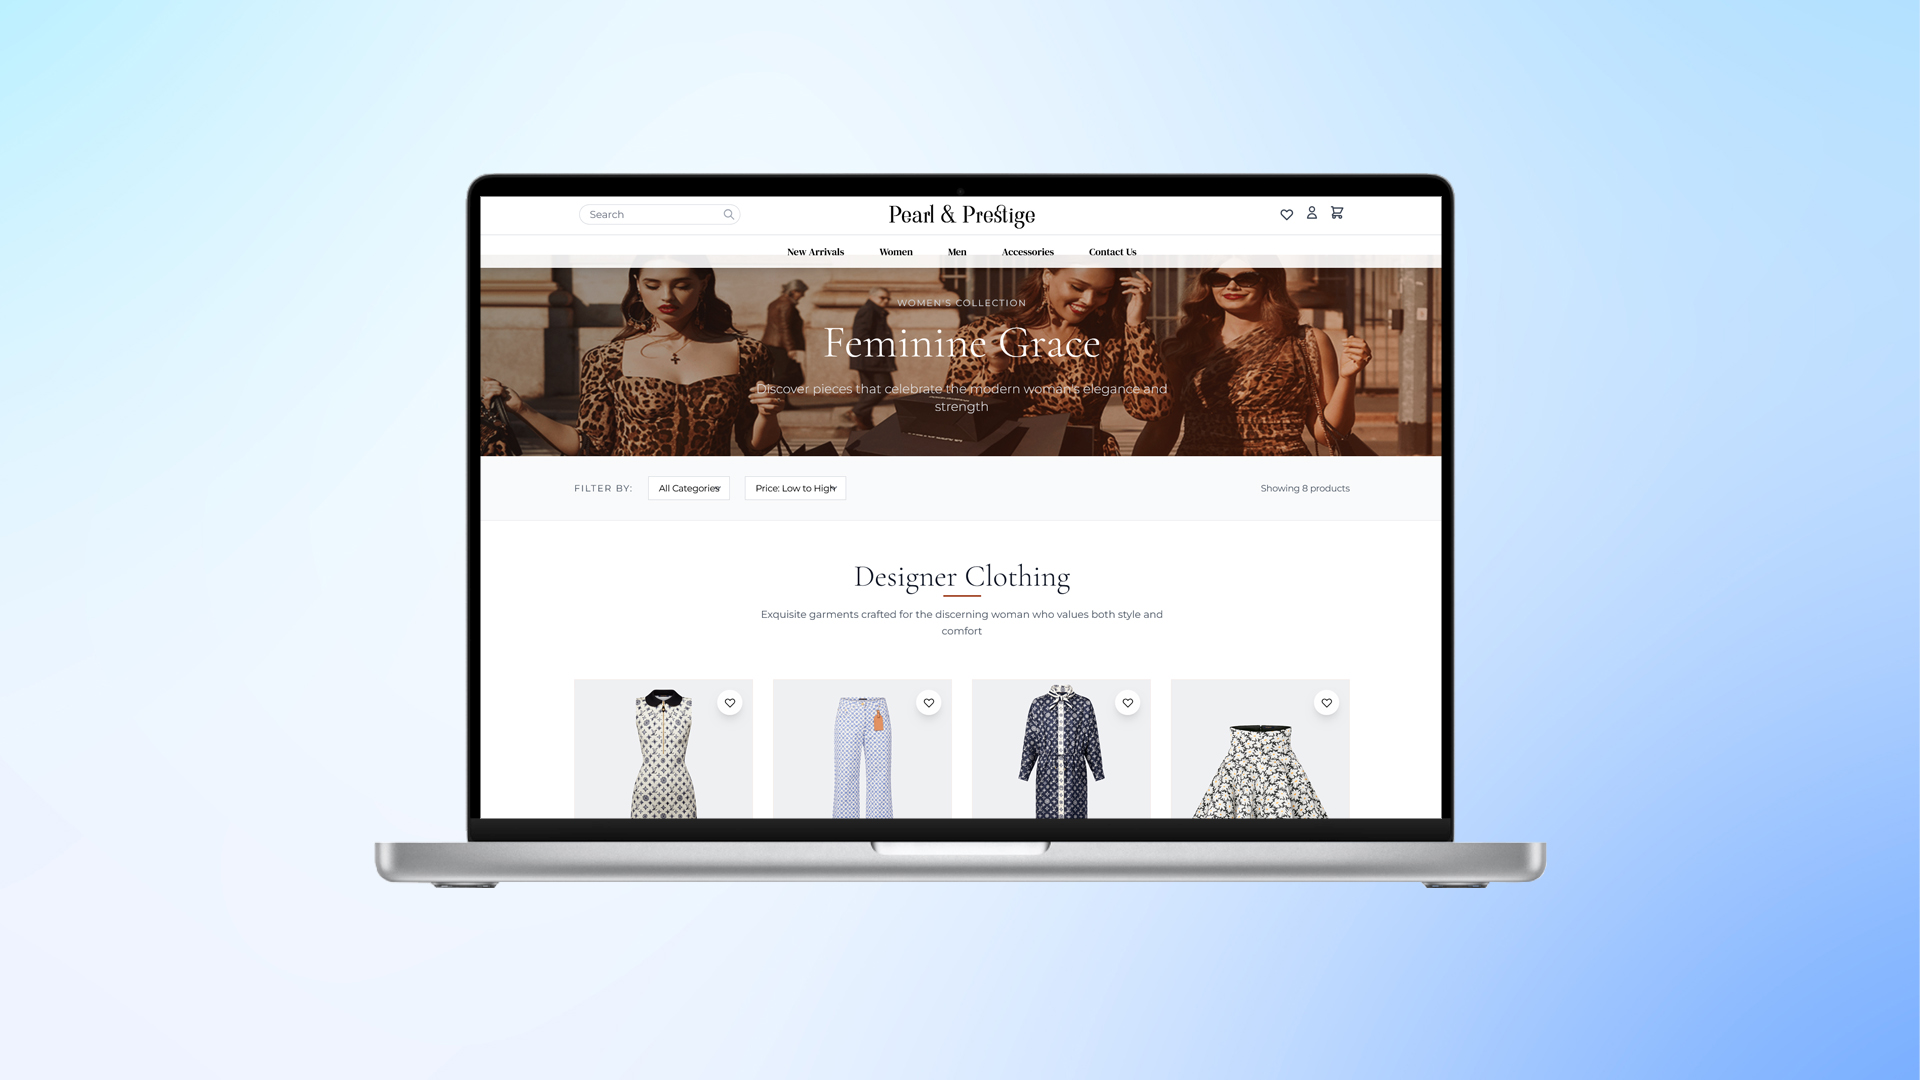 Search
Pearl & Prestige
New Arrivals
Women
Men
Accessories
Contact Us
WOMEN'S COLLECTION
Feminine Grace
Discover pieces that celebrate the modern woman's elegance and
strength
FILTER BY:
All Categories
Price: Low to High
Showing 8 products
Designer Clothing
Exquisite garments crafted for the discerning woman who values both style and
comfort